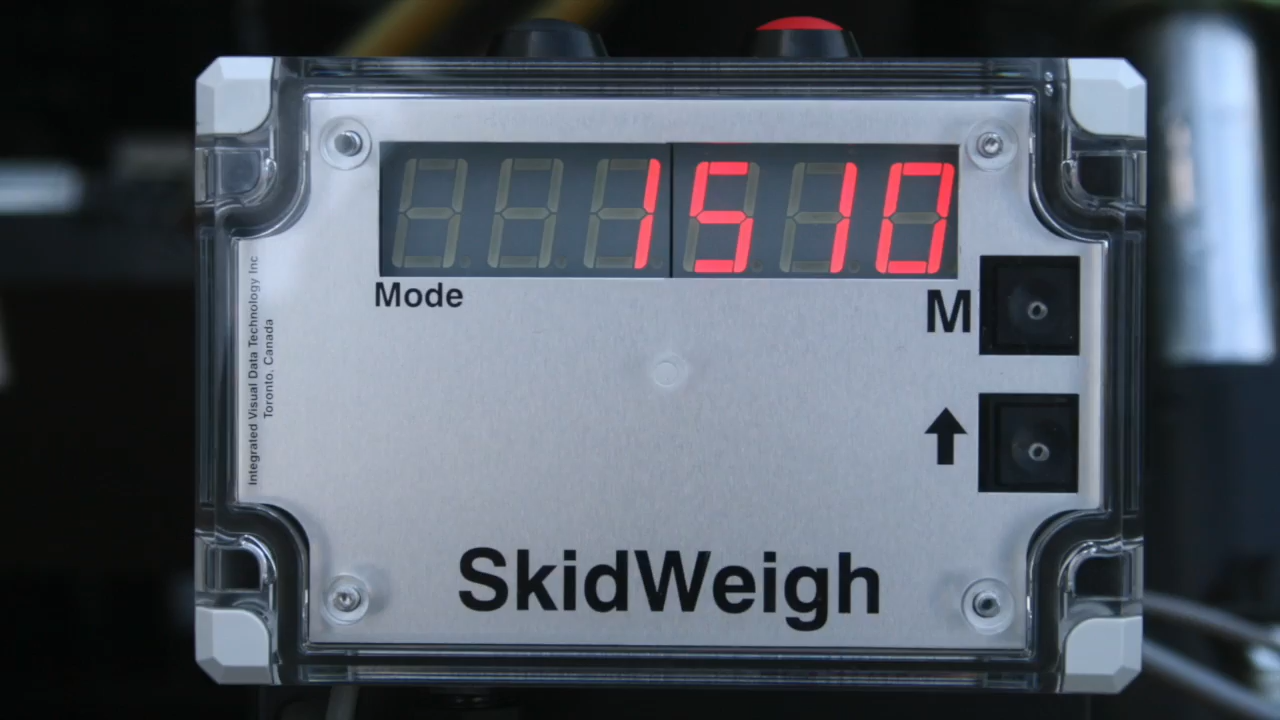 1510
Mode
M
Integrated Visual Data Technology Inc
Toronto, Canada
SkidWeigh